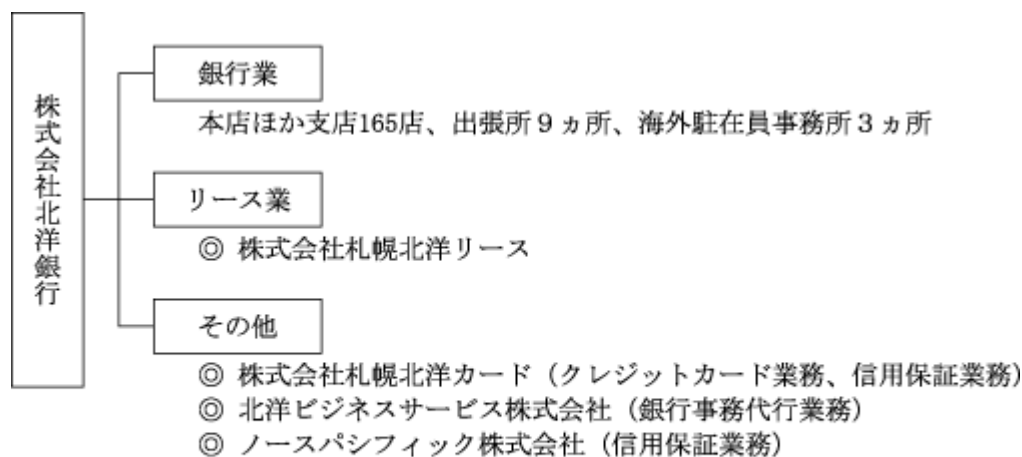 株式会社北洋銀行
銀行業
本店ほか支店165店、出張所９ヵ所、海外駐在員事務所３ヵ所
リース業
◎ 株式会社札幌北洋リース
その他
◎ 株式会社札幌北洋カード（クレジットカード業務、信用保証業務）
◎ 北洋ビジネスサービス株式会社（銀行事務代行業務）
◎ ノースパシフィック株式会社（信用保証業務）